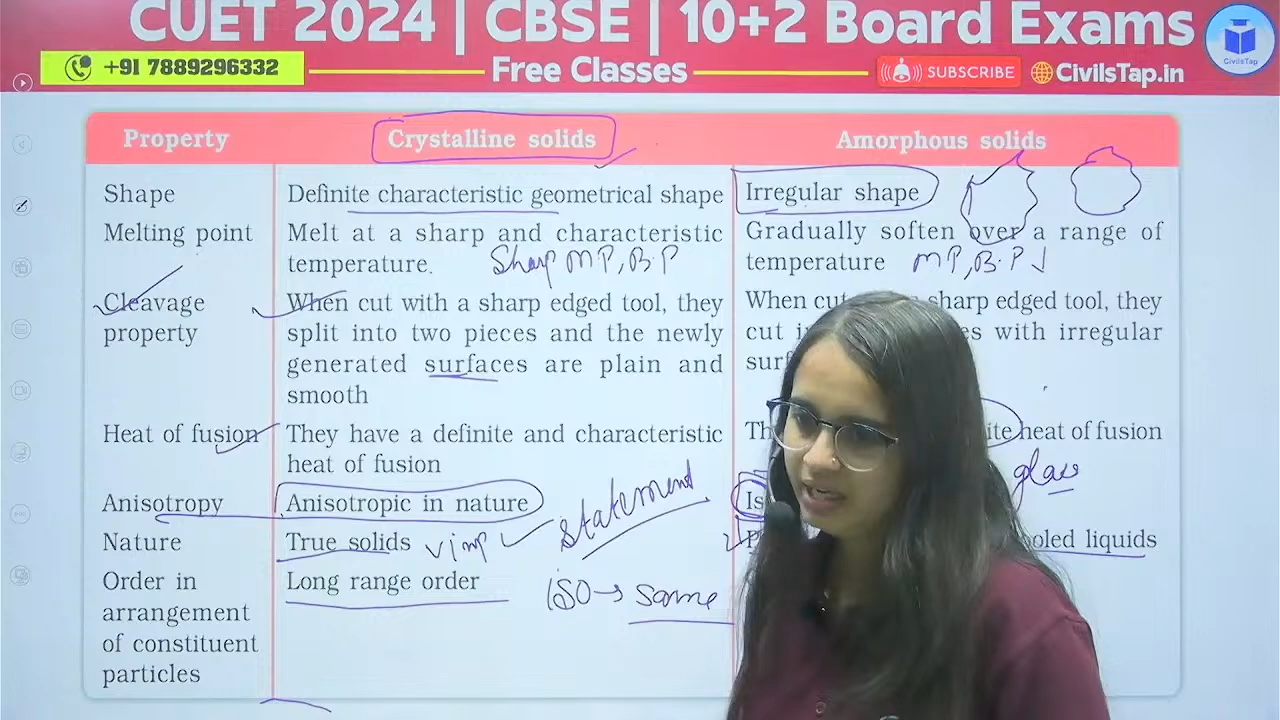 CUET 2024 | CBSE | 10+2 Board Exams
+91 7889296332
Free Classes
SUBSCRIBE
CivilsTap.in
CivilsTap
Property
Crystalline solids
Amorphous solids
Shape
Definite characteristic geometrical shape
Irregular shape
Melting point
Melt at a sharp and characteristic
temperature.
Sharp MP, B.P
Gradually soften over a range of
temperature
MP, B.P ↓
Cleavage
property
When cut with a sharp edged tool, they
split into two pieces and the newly
generated surfaces are plain and
smooth
When cut sharp edged tool, they
cut with irregular
Heat of fusion
They have a definite and characteristic
heat of fusion
heat of fusion
glass
Anisotropy
Anisotropic in nature
Statement
Is
Nature
True solids
v imp
liquids
Order in
arrangement
of constituent
particles
Long range order
iSO → Same